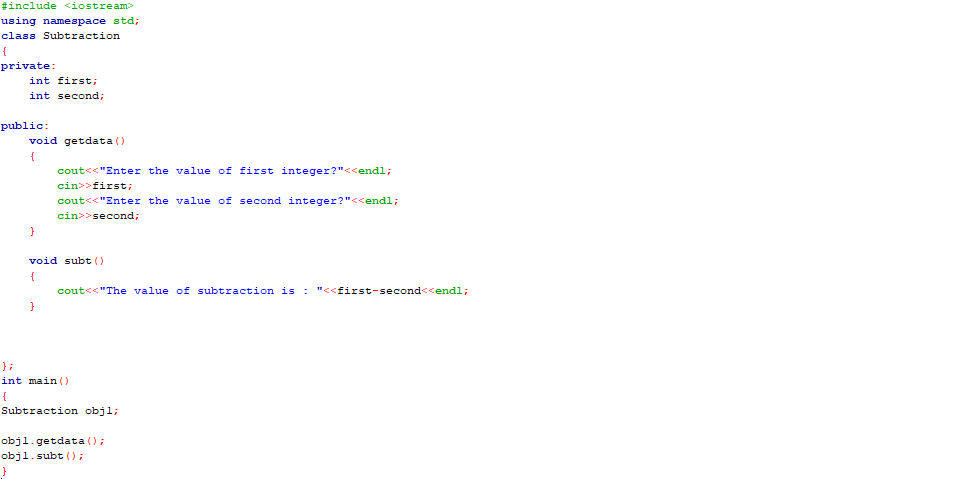 #include <iostream>
using namespace std;
class Subtraction
{
private:
    int first;
    int second;

public:
    void getdata()
    {
        cout<<"Enter the value of first integer?"<<endl;
        cin>>first;
        cout<<"Enter the value of second integer?"<<endl;
        cin>>second;
    }

    void subt()
    {
        cout<<"The value of subtraction is : "<<first-second<<endl;
    }

};
int main()
{
Subtraction obj1;

obj1.getdata();
obj1.subt();
}